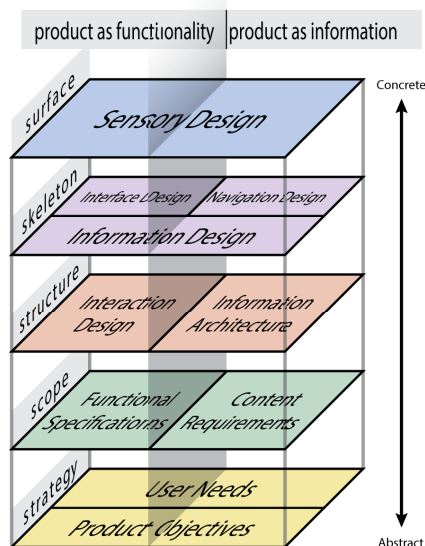 product as functionality
product as information
Concrete
surface
Sensory Design
skeleton
Interface Design
Navigation Design
Information Design
structure
Interaction
Design
Information
Architecture
scope
Functional
Specifications
Content
Requirements
strategy
User Needs
Product Objectives
Abstract